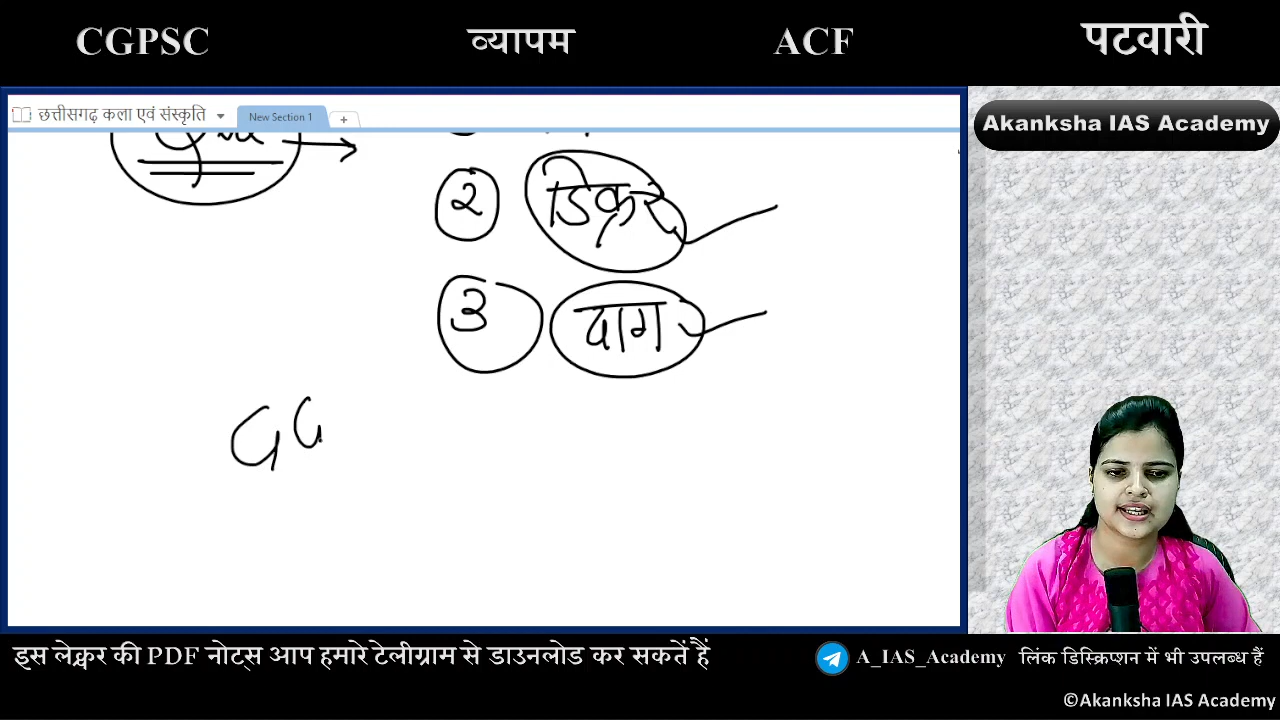 CGPSC व्यापम ACF पटवारी
Akanksha IAS Academy
छत्तीसगढ़ कला एवं संस्कृति New Section 1 +
२ डिकर
३ वाग
इस लेक्चर की PDF नोट्स आप हमारे टेलीग्राम से डाउनलोड कर सकतें हैं A_IAS_Academy लिंक डिस्क्रिप्शन में भी उपलब्ध हैं
©Akanksha IAS Academy